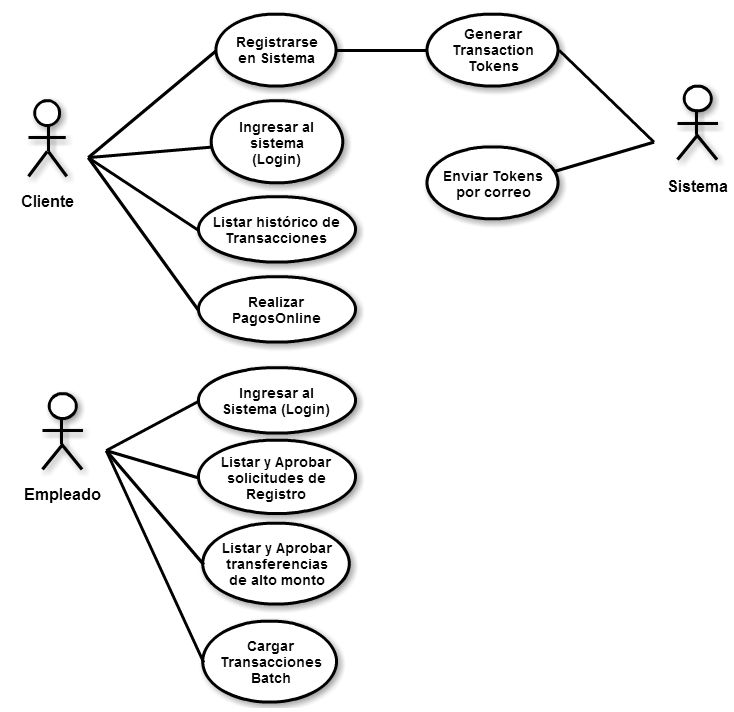 Registrarse
en Sistema
Generar
Transaction
Tokens
Ingresar al
sistema
(Login)
Enviar Tokens
por correo
Cliente
Sistema
Listar histórico de
Transacciones
Realizar
PagosOnline
Ingresar al
Sistema (Login)
Empleado
Listar y Aprobar
solicitudes de
Registro
Listar y Aprobar
transferencias
de alto monto
Cargar
Transacciones
Batch